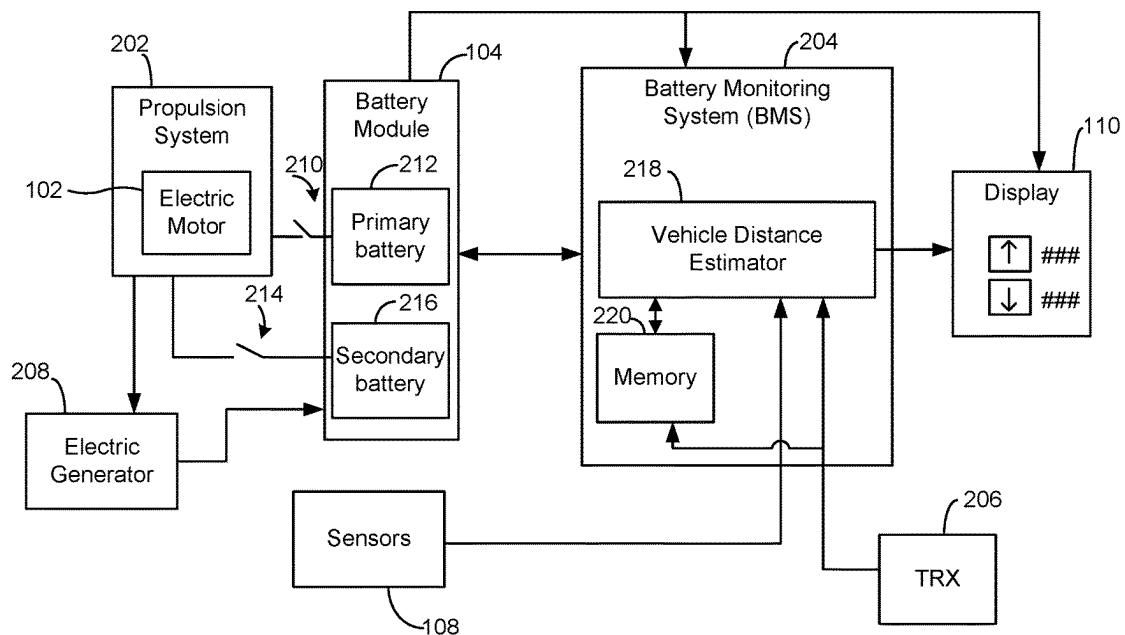 202
Propulsion
System
102
Electric
Motor
104
Battery
Module
210
212
Primary
battery
214
216
Secondary
battery
208
Electric
Generator
204
Battery Monitoring
System (BMS)
218
Vehicle Distance
Estimator
220
Memory
110
Display
↑ ###
↓ ###
Sensors
108
206
TRX